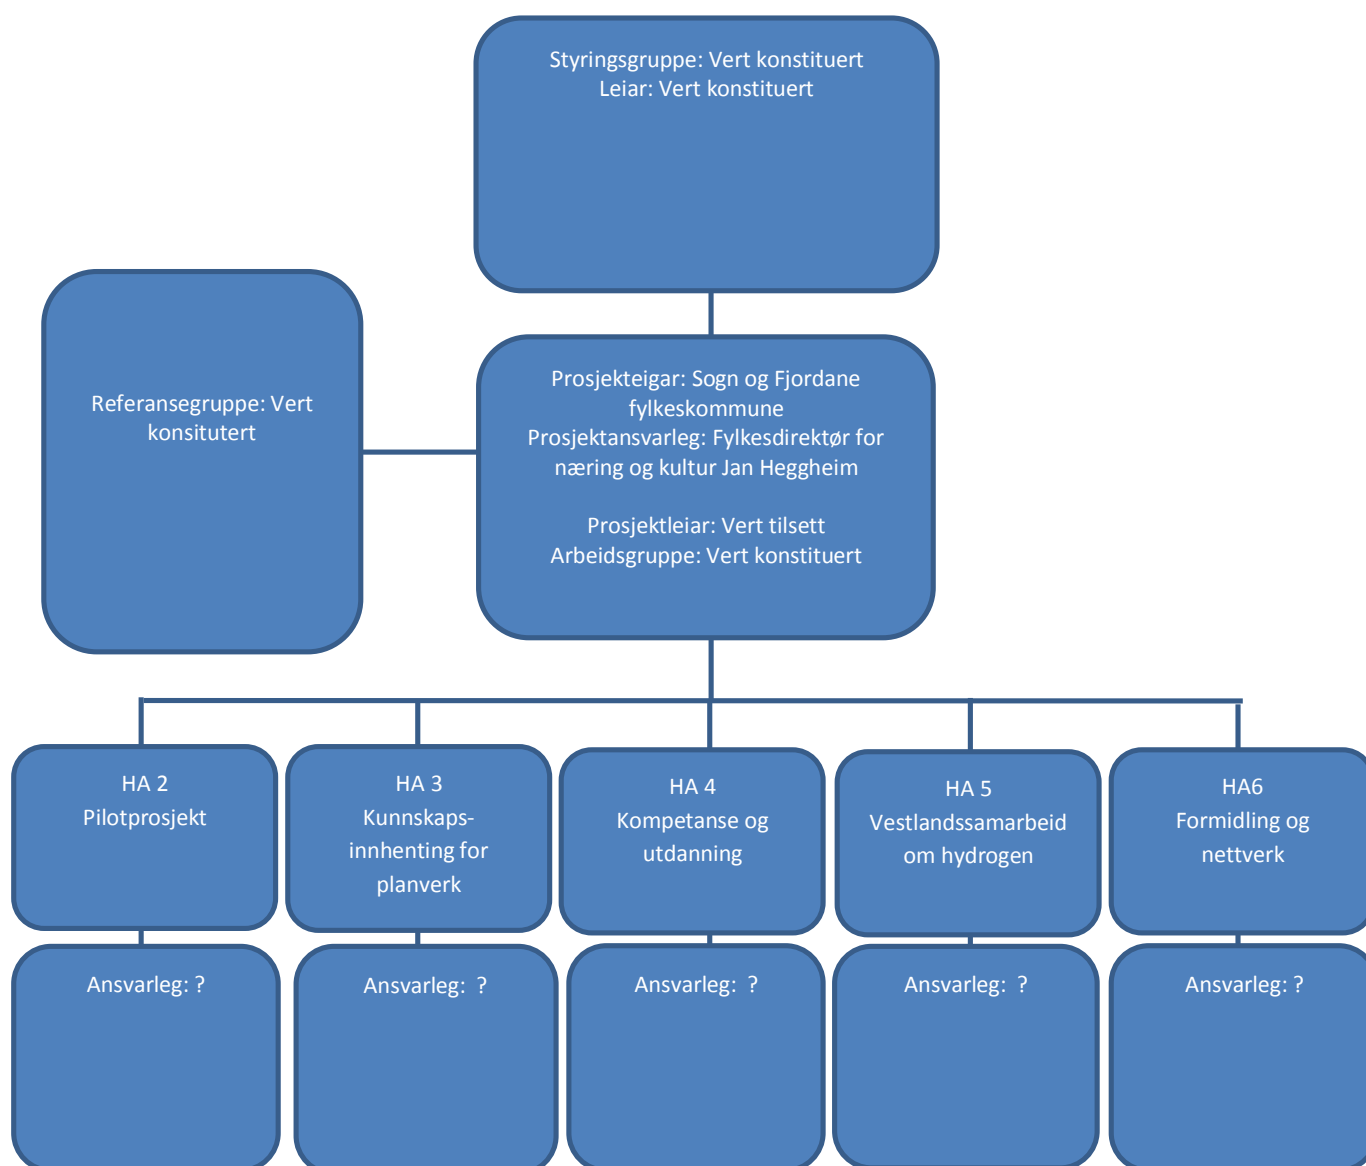 Styringsgruppe: Vert konstituert
Leiar: Vert konstituert
Referansegruppe: Vert
konsitutert
Prosjekteigar: Sogn og Fjordane
fylkeskommune
Prosjektansvarleg: Fylkesdirektør for
næring og kultur Jan Heggheim
Prosjektleiar: Vert tilsett
Arbeidsgruppe: Vert konstituert
HA 2
Pilotprosjekt
HA 3
Kunnskaps-
innhenting for
planverk
HA 4
Kompetanse og
utdanning
HA 5
Vestlandssamarbeid
om hydrogen
HA6
Formidling og
nettverk
Ansvarleg: ?
Ansvarleg:  ?
Ansvarleg:  ?
Ansvarleg:  ?
Ansvarleg: ?